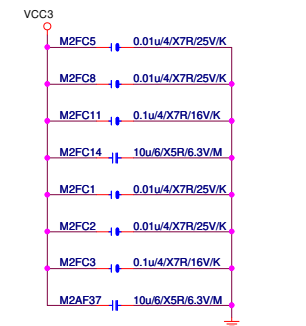 VCC3
M2FC5 0.01u/4/X7R/25V/K
M2FC8 0.01u/4/X7R/25V/K
M2FC11 0.1u/4/X7R/16V/K
M2FC14 10u/6/X5R/6.3V/M
M2FC1 0.01u/4/X7R/25V/K
M2FC2 0.01u/4/X7R/25V/K
M2FC3 0.1u/4/X7R/16V/K
M2AF37 10u/6/X5R/6.3V/M